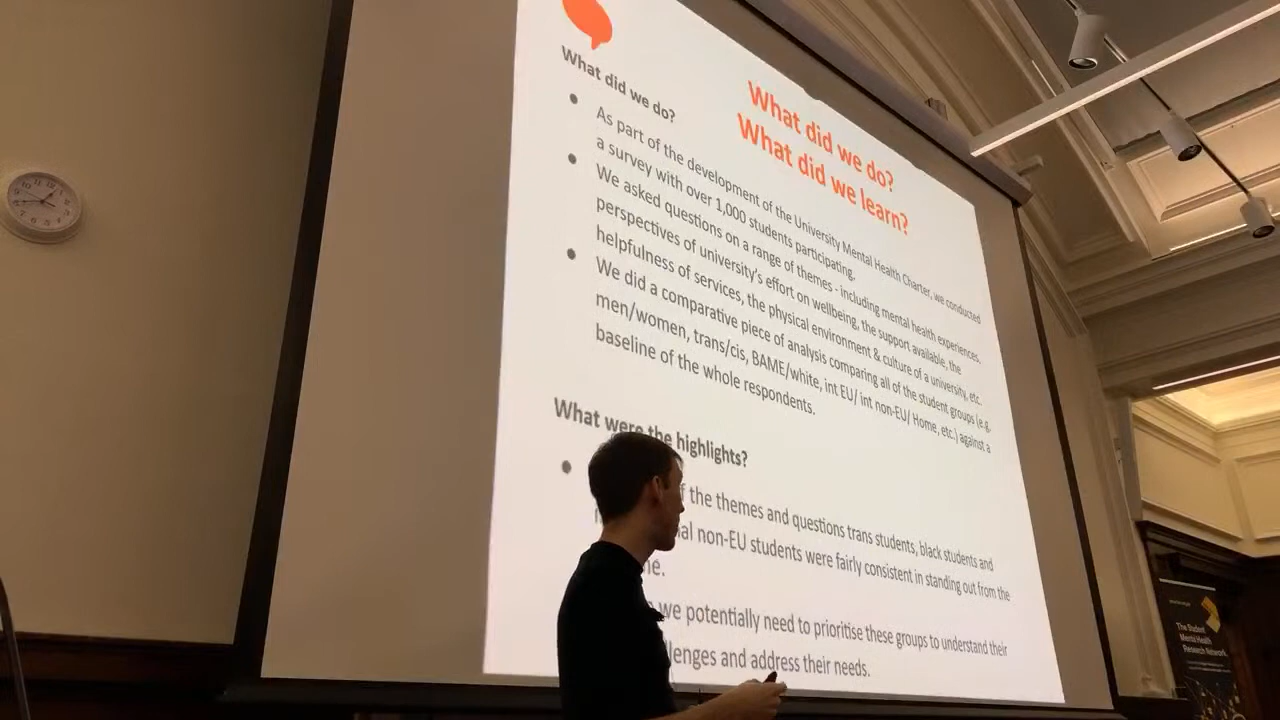 What did we do?
What did we learn?
What did we do?
As part of the development of the University Mental Health Charter, we conducted
a survey with over 1,000 students participating.
We asked questions on a range of themes - including mental health experiences,
perspectives of university's effort on wellbeing, the support available, the
helpfulness of services, the physical environment & culture of a university, etc.
We did a comparative piece of analysis comparing all of the student groups (e.g.
men/women, trans/cis, BAME/white, int EU/ int non-EU/ Home, etc.) against a
baseline of the whole respondents.
What were the highlights?
the themes and questions trans students, black students and
non-EU students were fairly consistent in standing out from the
we potentially need to prioritise these groups to understand their
and address their needs.
The Student
Mental Health
Research Network